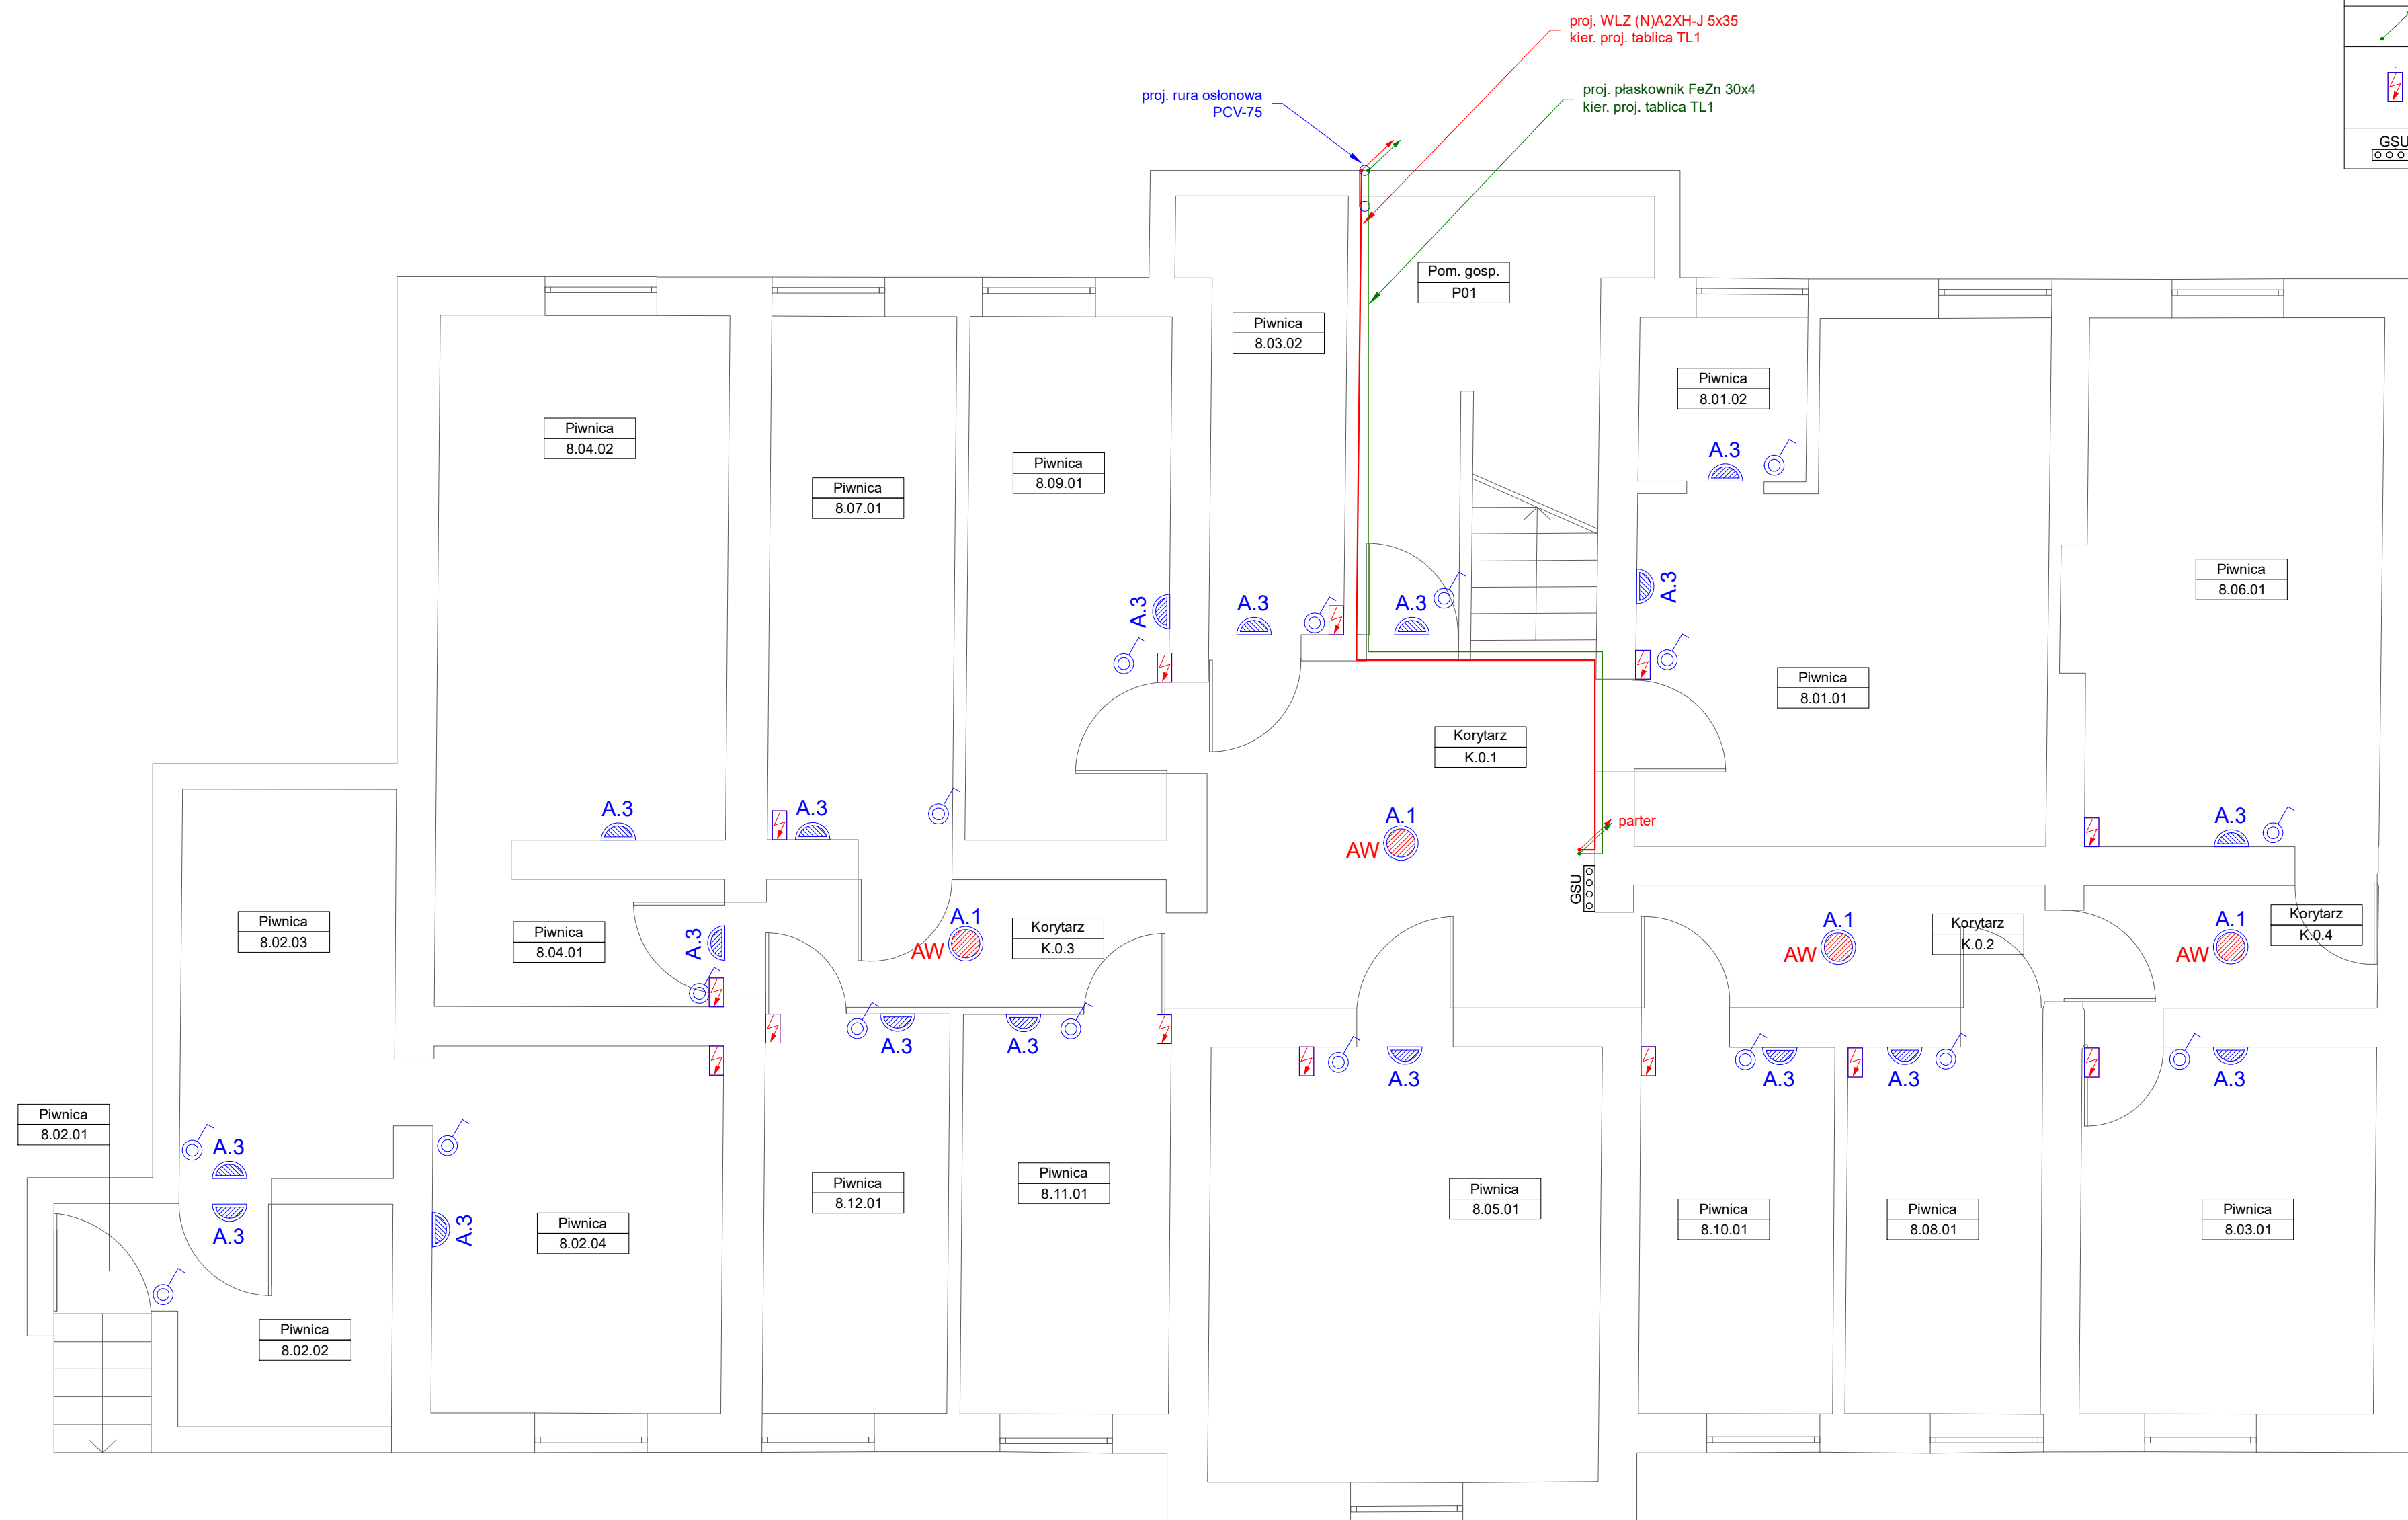 proj. WLZ (N)A2XH-J 5x35
kier. proj. tablica TL1
proj. rura osłonowa
PCV-75
proj. płaskownik FeZn 30x4
kier. proj. tablica TL1
GSU
Pom. gosp.
P01
Piwnica
8.03.02
Piwnica
8.01.02
Piwnica
8.04.02
A.3
Piwnica
8.09.01
Piwnica
8.07.01
Piwnica
8.06.01
A.3
A.3
A.3
A.3
Piwnica
8.01.01
Korytarz
K.0.1
A.3
A.3
A.1
AW
parter
A.3
GSU
Piwnica
8.02.03
Piwnica
8.04.01
A.3
A.1
AW
Korytarz
K.0.3
A.1
AW
Korytarz
K.0.2
A.1
AW
Korytarz
K.0.4
A.3
A.3
A.3
A.3
A.3
A.3
Piwnica
8.02.01
A.3
A.3
A.3
Piwnica
8.02.04
Piwnica
8.12.01
Piwnica
8.11.01
Piwnica
8.05.01
Piwnica
8.10.01
Piwnica
8.08.01
Piwnica
8.03.01
Piwnica
8.02.02